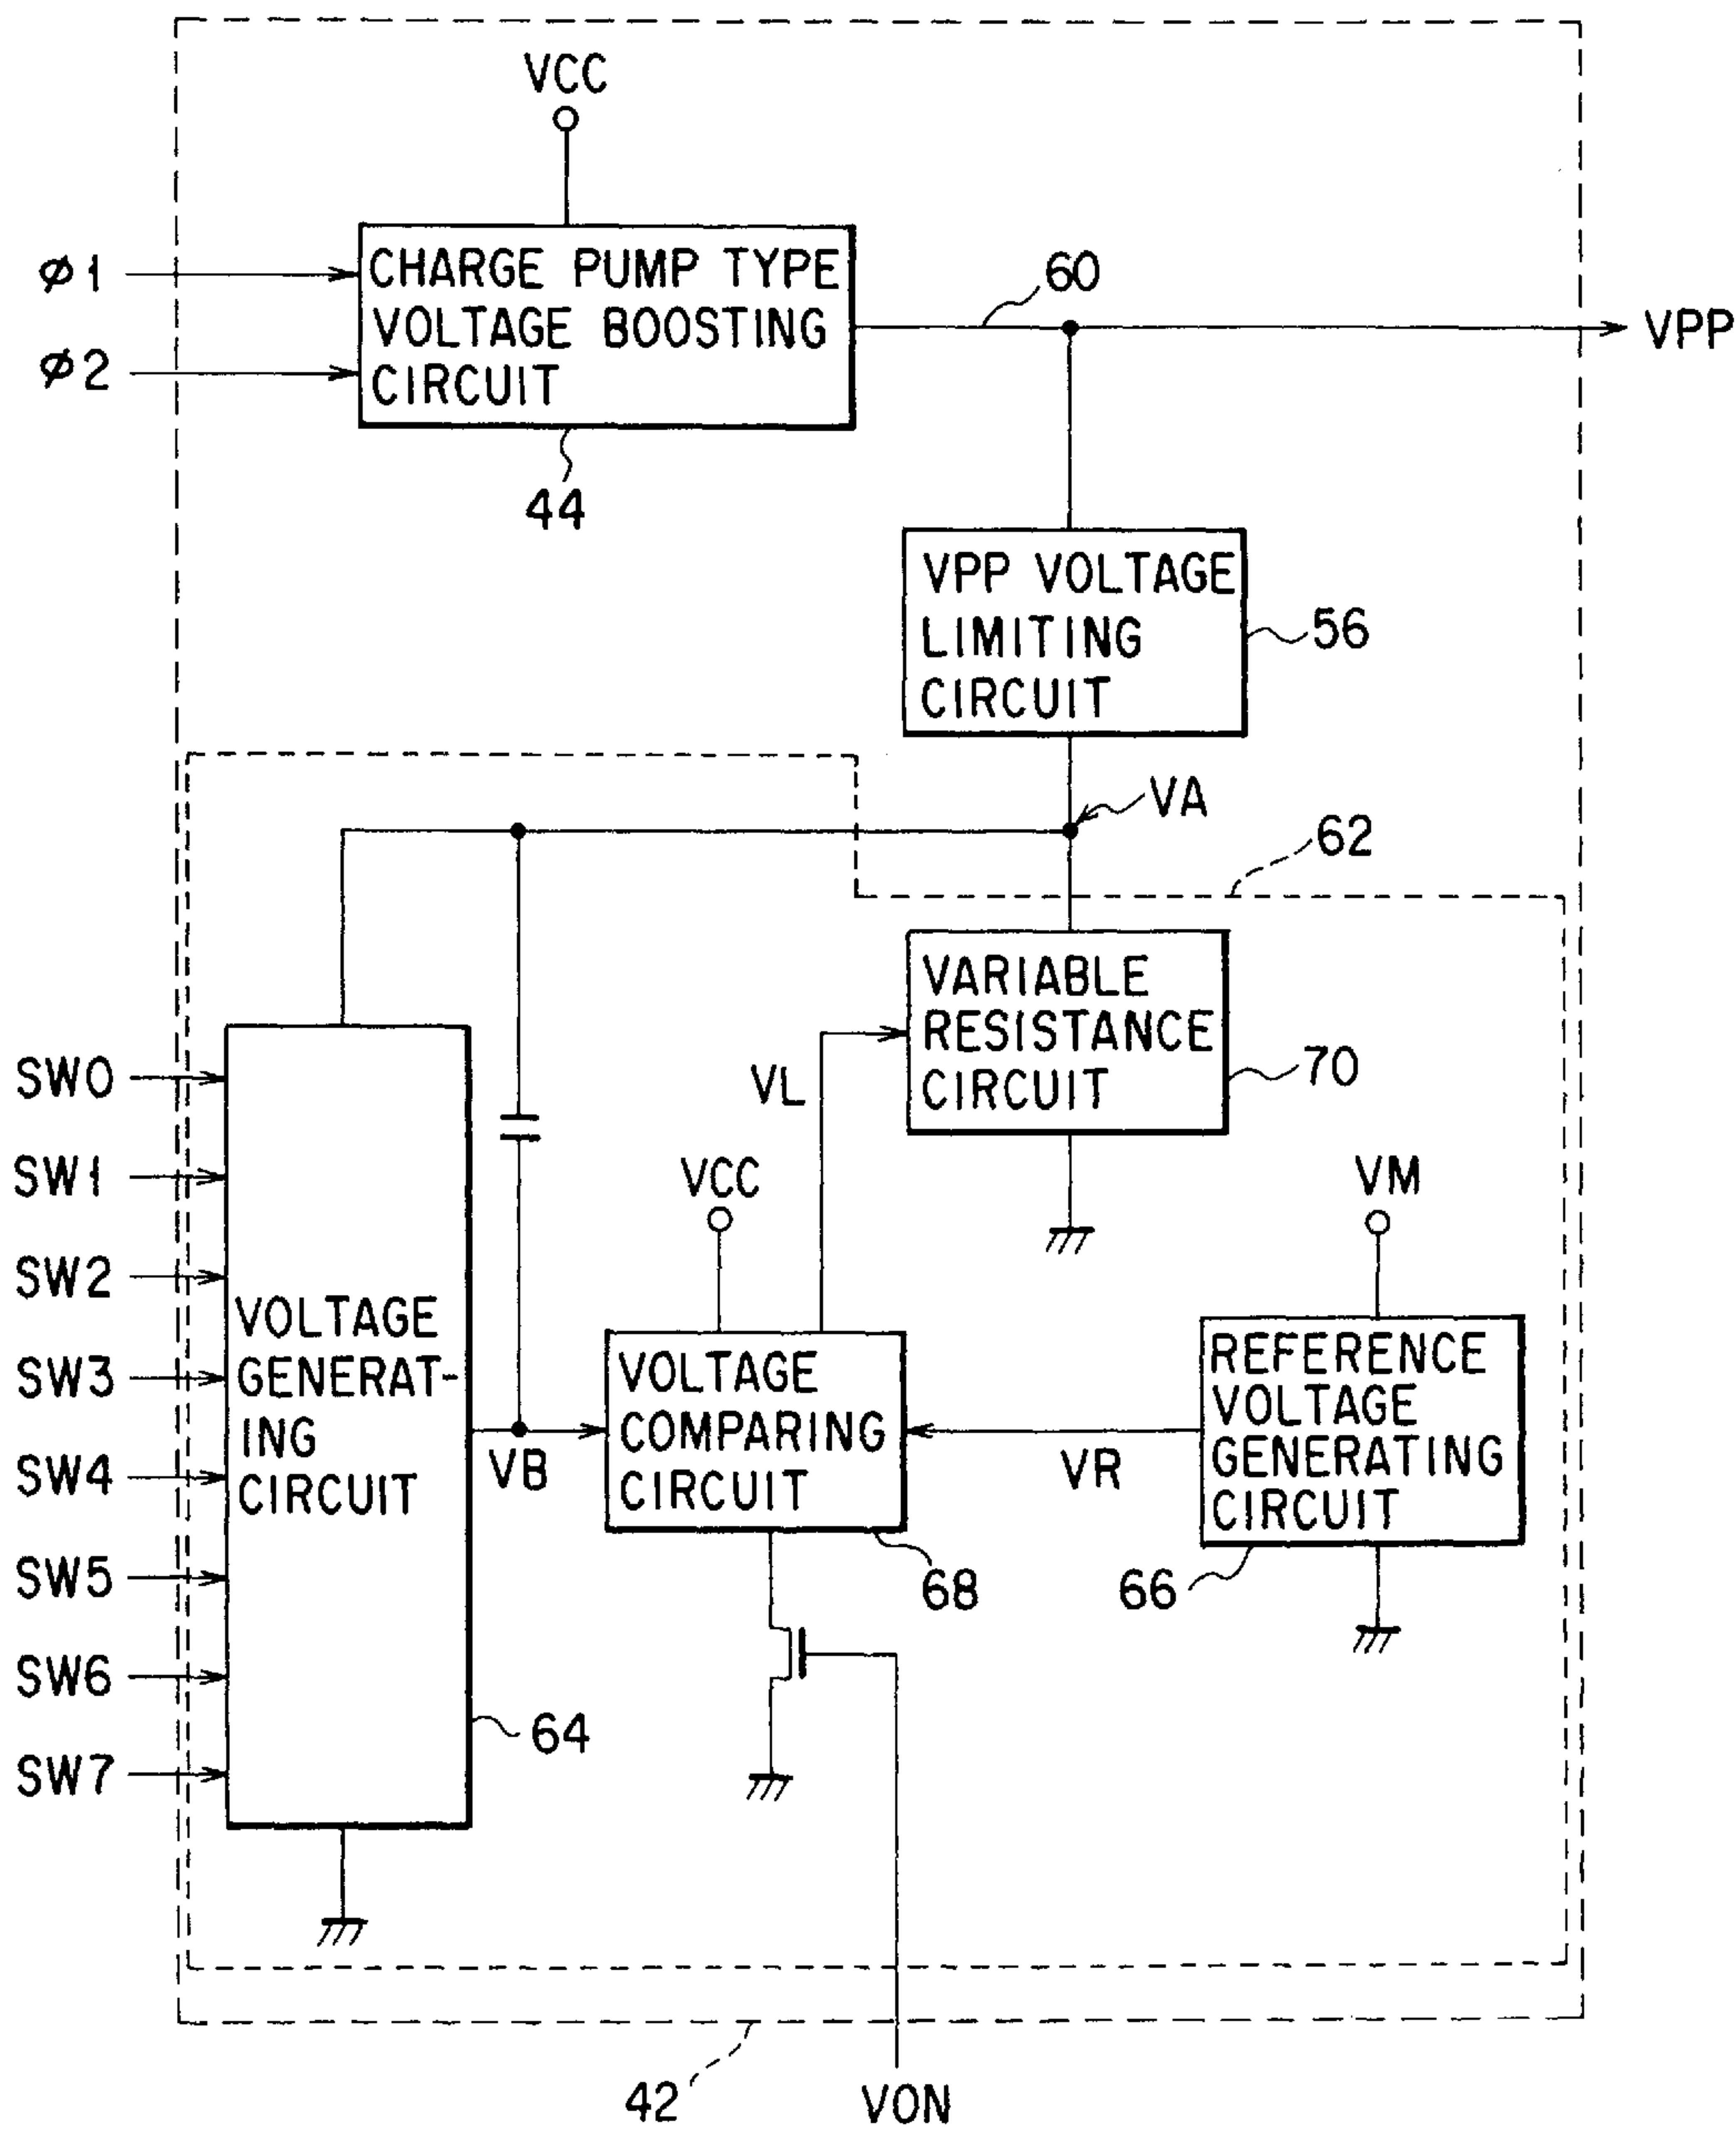 VCC
ø1
CHARGE PUMP TYPE
VOLTAGE BOOSTING
CIRCUIT
60
VPP
ø2
44
VPP VOLTAGE
LIMITING
CIRCUIT
56
VA
62
VARIABLE
RESISTANCE
CIRCUIT
70
VL
SW0
SW1
SW2
SW3
SW4
SW5
SW6
SW7
VOLTAGE
GENERAT-
ING
CIRCUIT
64
VB
VCC
VOLTAGE
COMPARING
CIRCUIT
68
VR
VM
REFERENCE
VOLTAGE
GENERATING
CIRCUIT
66
42
VON